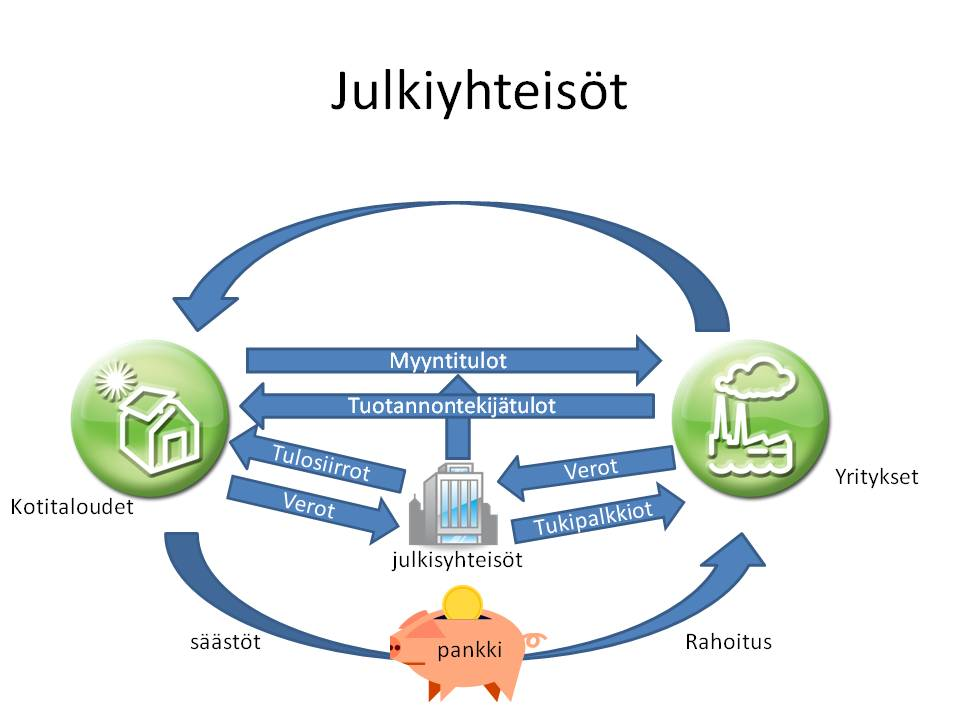 Julkiyhteisöt
Myyntitulot
Tuotannontekijätulot
Tulosiirrot
Verot
Verot
Tukipalkkiot
Kotitaloudet
Yritykset
julkisyhteisöt
säästöt
pankki
Rahoitus